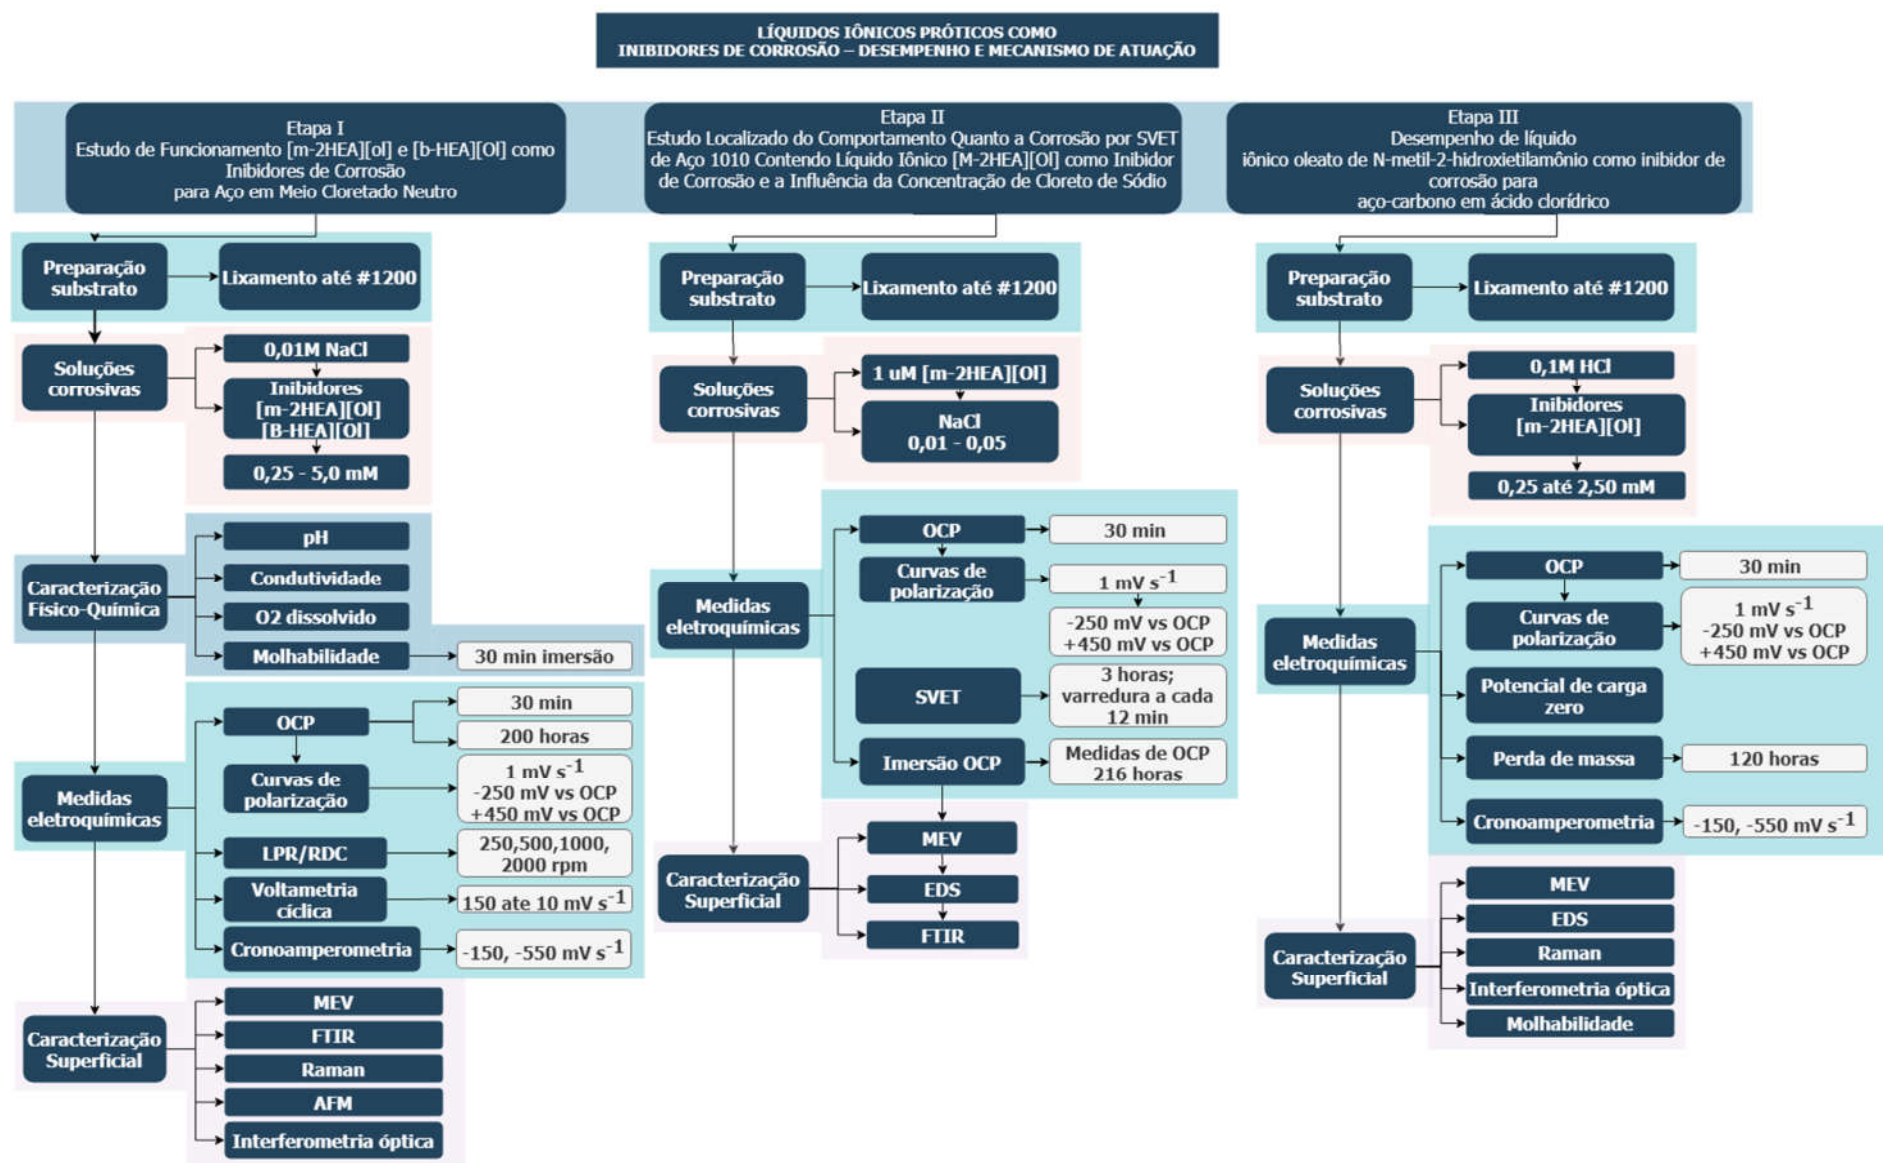 LÍQUIDOS IÔNICOS PRÓTICOS COMO
INIBIDORES DE CORROSÃO – DESEMPENHO E MECANISMO DE ATUAÇÃO
Etapa I
Estudo de Funcionamento [m-2HEA][ol] e [b-HEA][Ol] como
Inibidores de Corrosão
para Aço em Meio Cloretado Neutro
Preparação
substrato
Lixamento até #1200
Soluções
corrosivas
0,01M NaCl
Inibidores
[m-2HEA][Ol]
[B-HEA][Ol]
0,25 - 5,0 mM
Caracterização
Físico-Química
pH
Condutividade
O2 dissolvido
Molhabilidade
30 min imersão
Medidas
eletroquímicas
OCP
30 min
200 horas
Curvas de
polarização
1 mV s-1
-250 mV vs OCP
+450 mV vs OCP
LPR/RDC
250,500,1000,
2000 rpm
Voltametria
cíclica
150 ate 10 mV s-1
Cronoamperometria
-150, -550 mV s-1
Caracterização
Superficial
MEV
FTIR
Raman
AFM
Interferometria óptica
Etapa II
Estudo Localizado do Comportamento Quanto a Corrosão por SVET
de Aço 1010 Contendo Líquido Iônico [M-2HEA][Ol] como Inibidor
de Corrosão e a Influência da Concentração de Cloreto de Sódio
Preparação
substrato
Lixamento até #1200
Soluções
corrosivas
1 uM [m-2HEA][Ol]
NaCl
0,01 - 0,05
Medidas
eletroquímicas
OCP
30 min
Curvas de
polarização
1 mV s-1
-250 mV vs OCP
+450 mV vs OCP
SVET
3 horas;
varredura a cada
12 min
Imersão OCP
Medidas de OCP
216 horas
Caracterização
Superficial
MEV
EDS
FTIR
Etapa III
Desempenho de líquido
iônico oleato de N-metil-2-hidroxietilamônio como inibidor de
corrosão para
aço-carbono em ácido clorídrico
Preparação
substrato
Lixamento até #1200
Soluções
corrosivas
0,1M HCl
Inibidores
[m-2HEA][Ol]
0,25 até 2,50 mM
Medidas
eletroquímicas
OCP
30 min
Curvas de
polarização
1 mV s-1
-250 mV vs OCP
+450 mV vs OCP
Potencial de carga
zero
Perda de massa
120 horas
Cronoamperometria
-150, -550 mV s-1
Caracterização
Superficial
MEV
EDS
Raman
Interferometria óptica
Molhabilidade